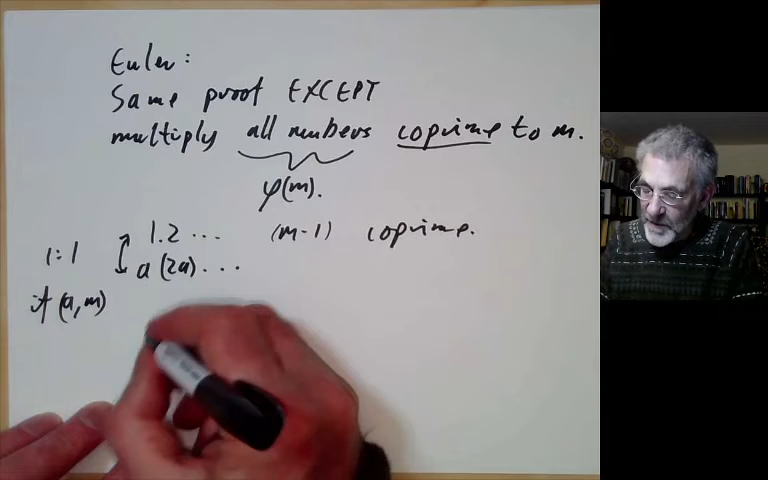 Euler:
Same proof EXCEPT
multiply all numbers coprime to m.
φ(m).
1.2 ... (m-1) coprime.
1:1
a (2a)...
if (a,m)